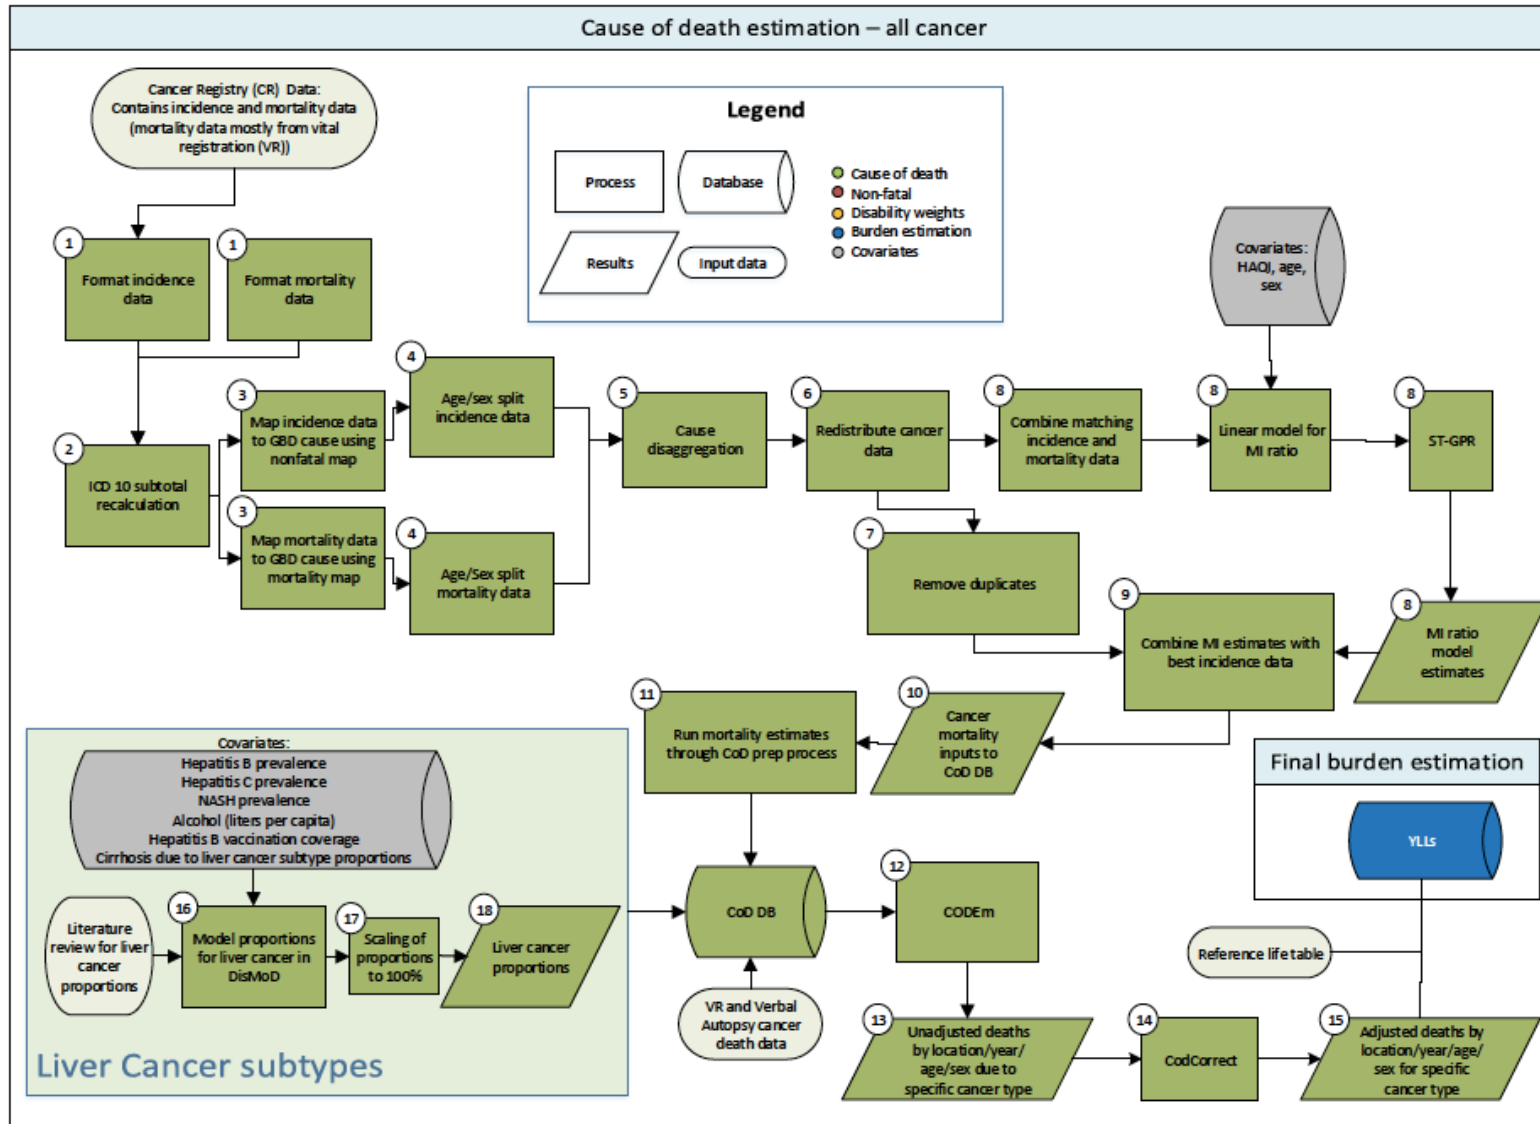 Cause of death estimation – all cancer
Cancer Registry (CR) Data:
Contains incidence and mortality data
(mortality data mostly from vital
registration (VR))
Legend
Process
Database
Results
Input data
Cause of death
Non-fatal
Disability weights
Burden estimation
Covariates
Covariates:
HAQI, age,
sex
1
Format incidence
data
1
Format mortality
data
2
ICD 10 subtotal
recalculation
3
Map incidence data
to GBD cause using
nonfatal map
3
Map mortality data
to GBD cause using
mortality map
4
Age/sex split
incidence data
4
Age/Sex split
mortality data
5
Cause
disaggregation
6
Redistribute cancer
data
8
Combine matching
incidence and
mortality data
8
Linear model for
MI ratio
8
ST-GPR
7
Remove duplicates
9
Combine MI estimates with
best incidence data
8
MI ratio
model
estimates
11
Run mortality estimates
through CoD prep process
10
Cancer
mortality
inputs to
CoD DB
Final burden estimation
YLLs
Covariates:
Hepatitis B prevalence
Hepatitis C prevalence
NASH prevalence
Alcohol (liters per capita)
Hepatitis B vaccination coverage
Cirrhosis due to liver cancer subtype proportions
Literature
review for liver
cancer
proportions
16
Model proportions
for liver cancer in
DisMoD
17
Scaling of
proportions
to 100%
18
Liver cancer
proportions
Liver Cancer subtypes
CoD DB
12
CODEm
VR and Verbal
Autopsy cancer
death data
Reference life table
13
Unadjusted deaths
by location/year/
age/sex due to
specific cancer type
14
CodCorrect
15
Adjusted deaths by
location/year/age/
sex for specific
cancer type